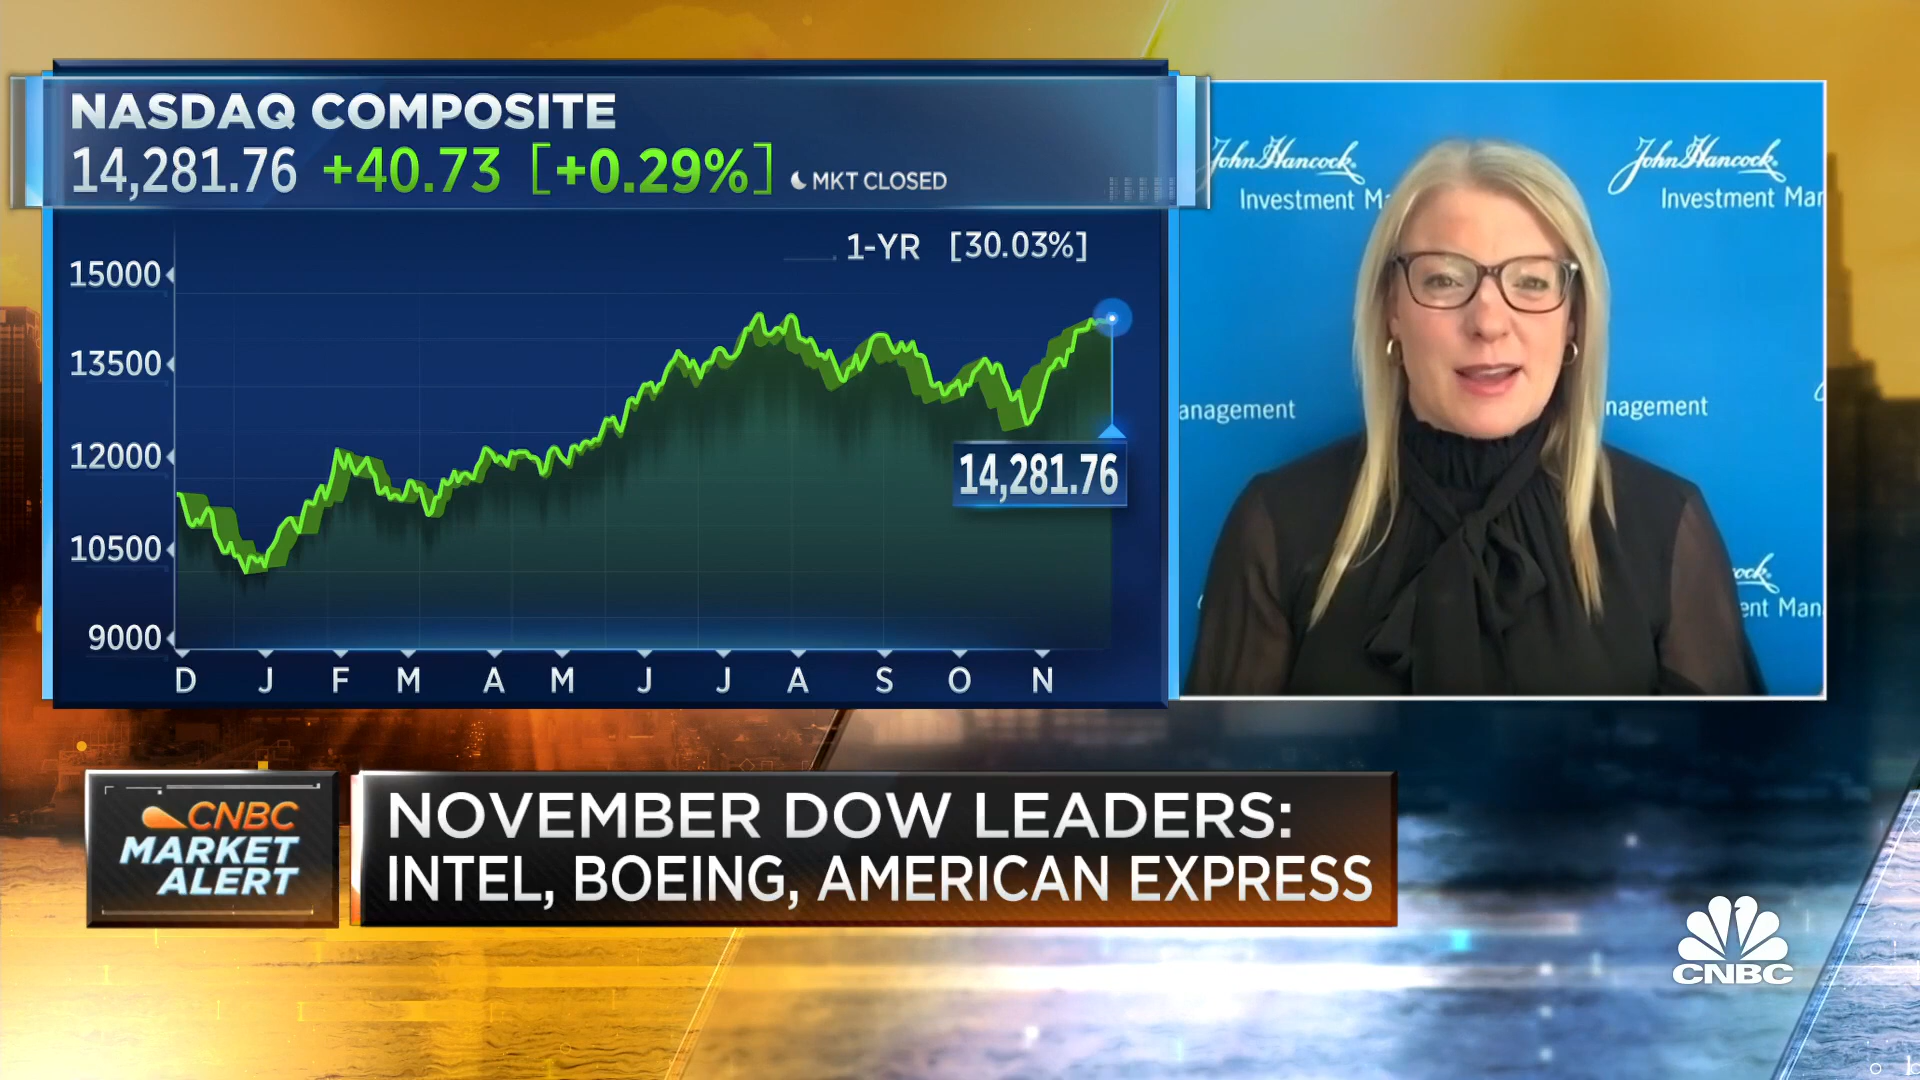 NASDAQ COMPOSITE
14,281.76 +40.73 [+0.29%] MKT CLOSED
1-YR [30.03%]
15000
13500
12000
10500
9000
14,281.76
D J F M A M J J A S O N
John Hancock
Investment M
John Hancock
Investment Man
anagement
nagement
ock
ent Man
CNBC
MARKET
ALERT
NOVEMBER DOW LEADERS:
INTEL, BOEING, AMERICAN EXPRESS
CNBC